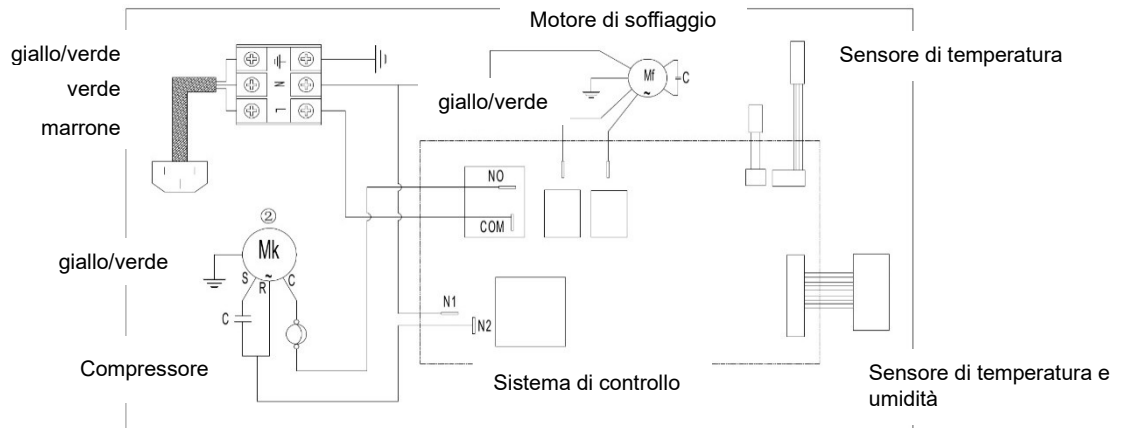 Motore di soffiaggio
giallo/verde
Sensore di temperatura
verde
N
Mf
~
C
giallo/verde
marrone
L
NO
②
COM
giallo/verde
Mk
~
S
R
C
C
N1
N2
Compressore
Sistema di controllo
Sensore di temperatura e
umidità